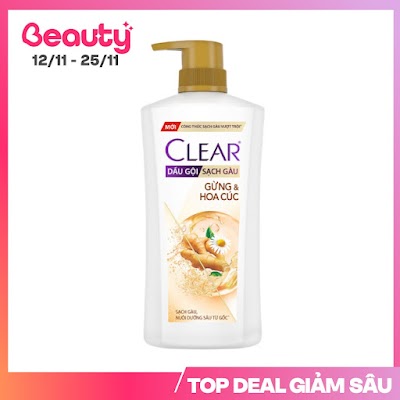 Beauty+
12/11 - 25/11
MỚI CÔNG THỨC SẠCH GÀU VƯỢT TRỘI*
CLEAR
DẦU GỘI SẠCH GÀU
GỪNG &
HOA CÚC
SẠCH GÀU,
NUÔI DƯỠNG SÂU TỪ GỐC*
TOP DEAL GIẢM SÂU